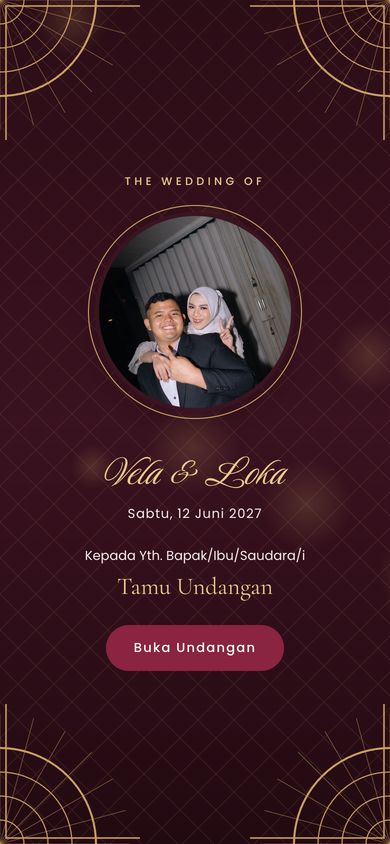 THE WEDDING OF
Vela & Loka
Sabtu, 12 Juni 2027
Kepada Yth. Bapak/Ibu/Saudara/i
Tamu Undangan
Buka Undangan